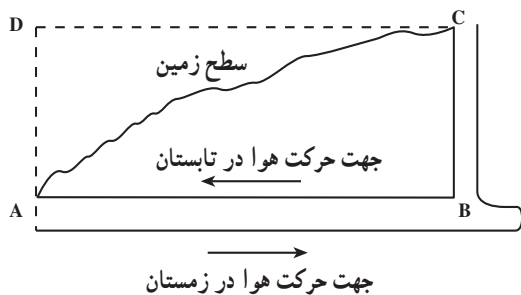 D
C
سطح زمین
جهت حرکت هوا در تابستان
A
B
جهت حرکت هوا در زمستان